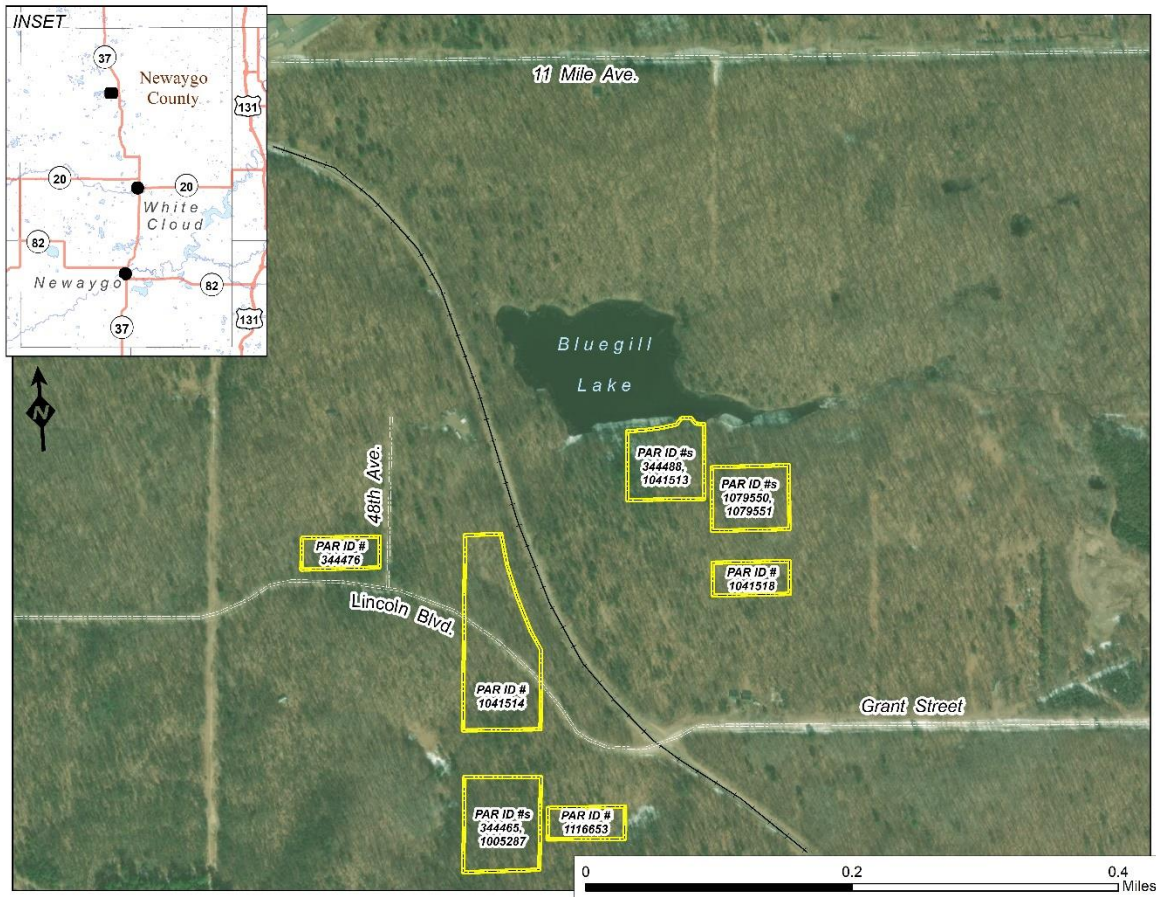 INSET
37
Newaygo
County
131
20
20
White
Cloud
82
Newaygo
82
131
37
11 Mile Ave.
Bluegill
Lake
N
48th Ave.
PAR ID #s
344488,
1041513
PAR ID #s
1079550,
1079551
PAR ID #
344476
PAR ID #
1041518
Lincoln Blvd.
PAR ID #
1041514
Grant Street
PAR ID #s
344465,
1005287
PAR ID #
1116653
0 0.2 0.4
Miles